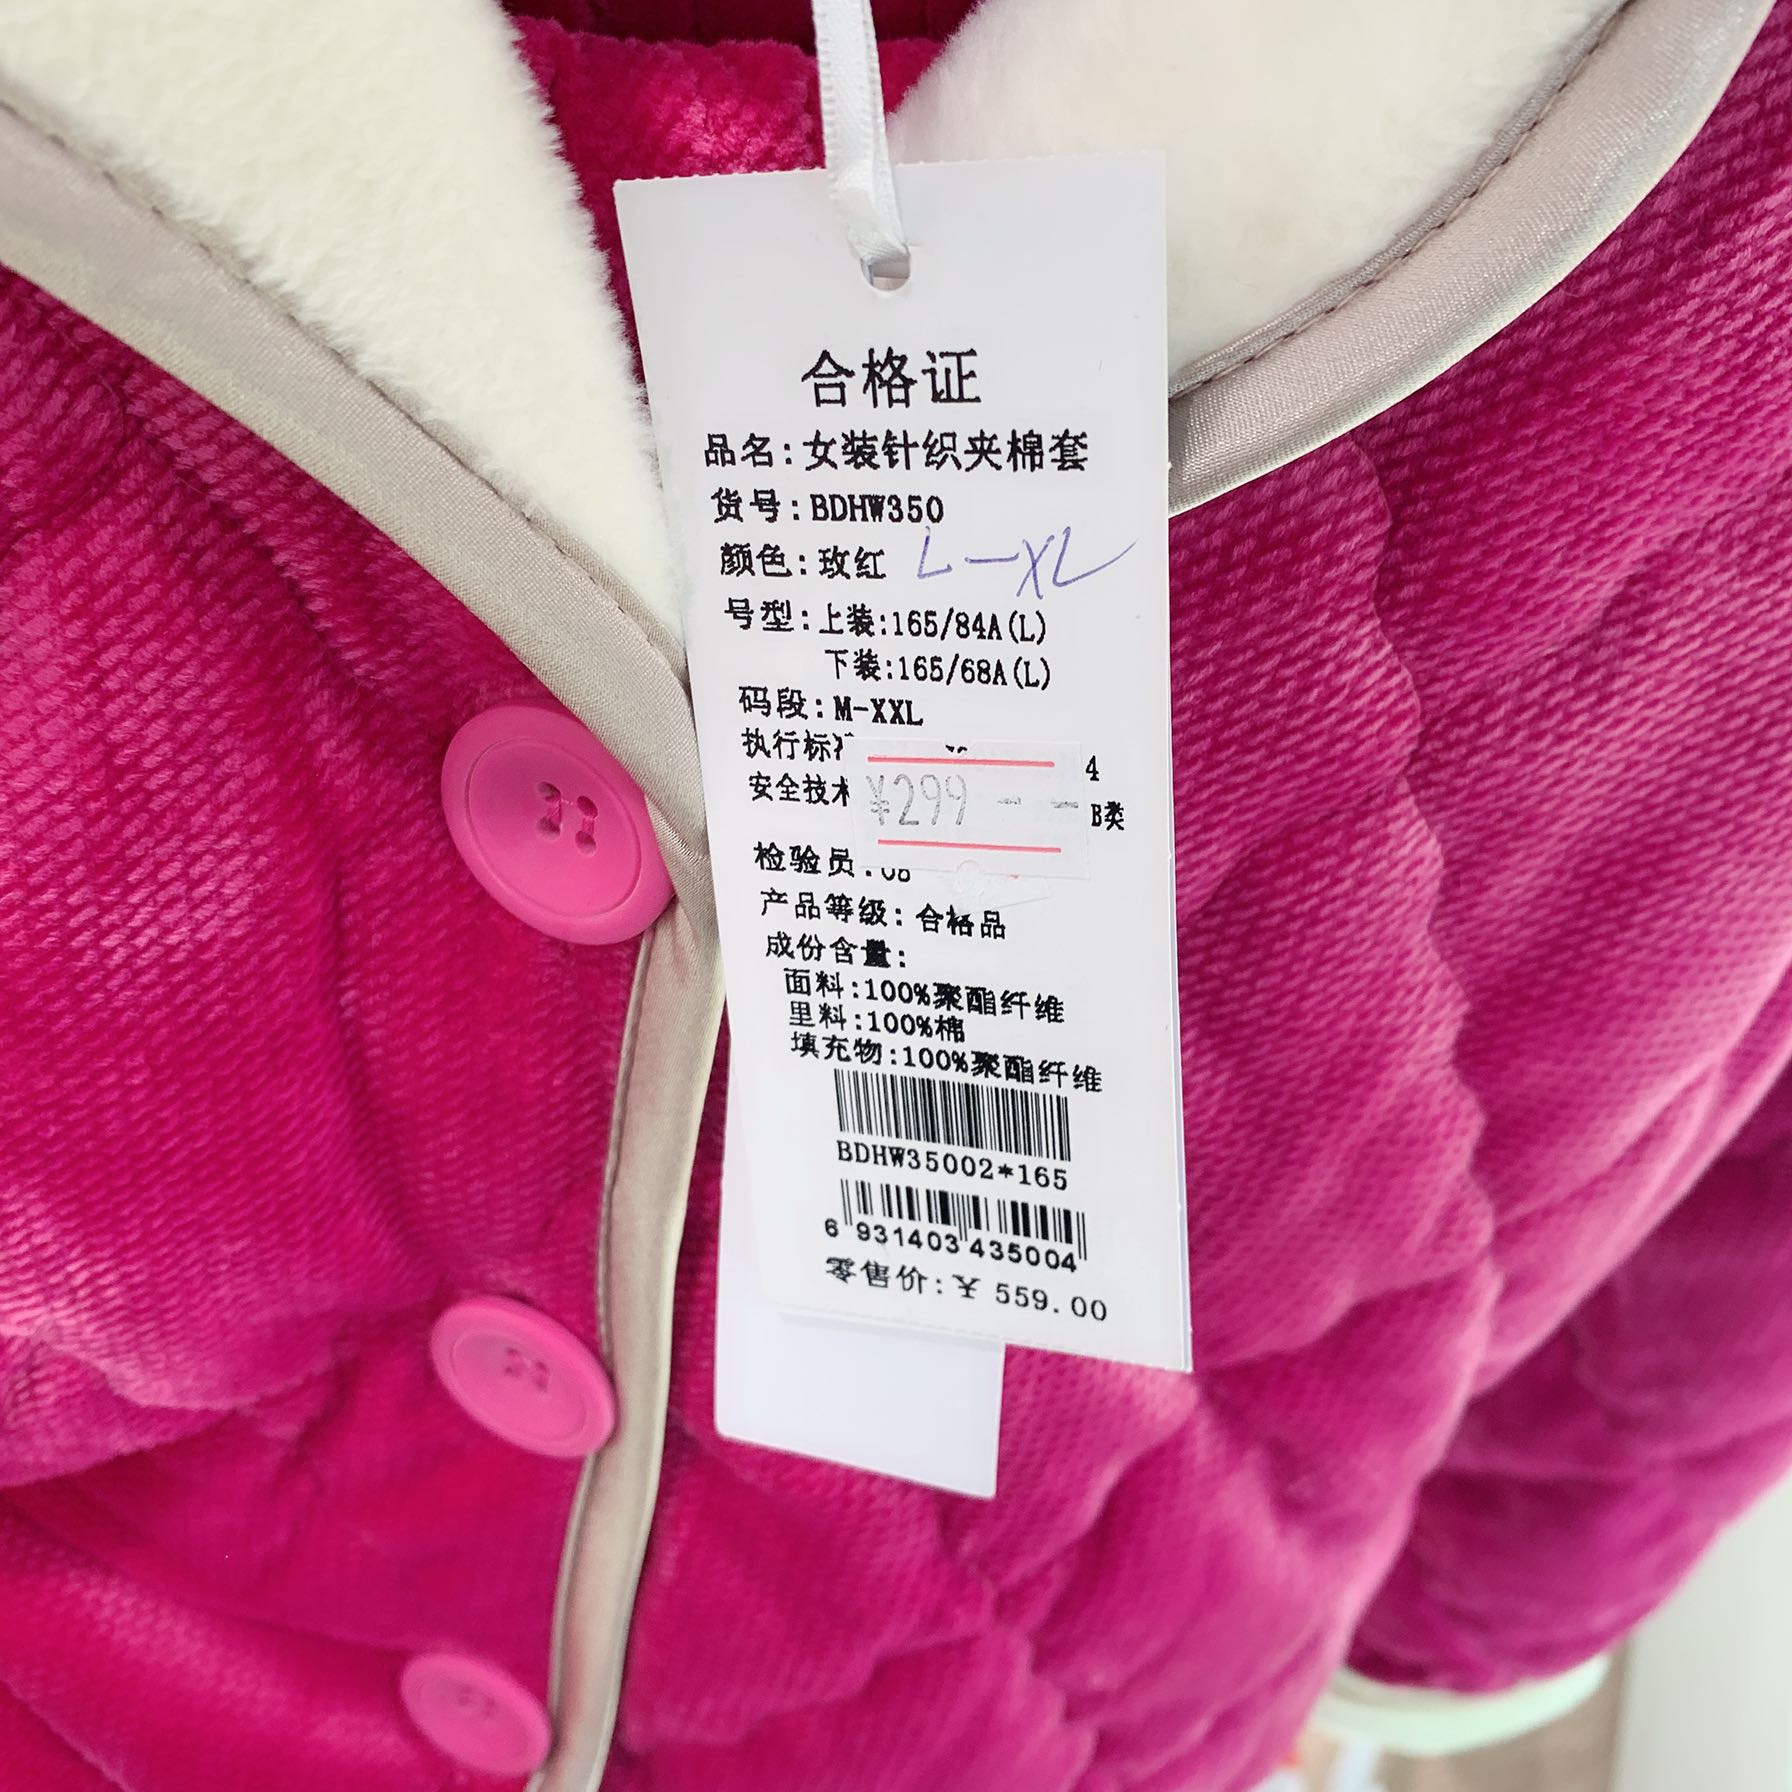 合格证
品名:女装针织夹棉套
货号:BDHW350
颜色:玫红 L-XL
号型:上装:165/84A(L)
下装:165/68A(L)
码段:M-XXL
执行标 4
安全技术 B类
¥299--
检验员:08
产品等级:合格品
成份含量:
面料:100%聚酯纤维
里料:100%棉
填充物:100%聚酯纤维
BDHW35002*165
6 931403 435004
零售价:¥ 559.00